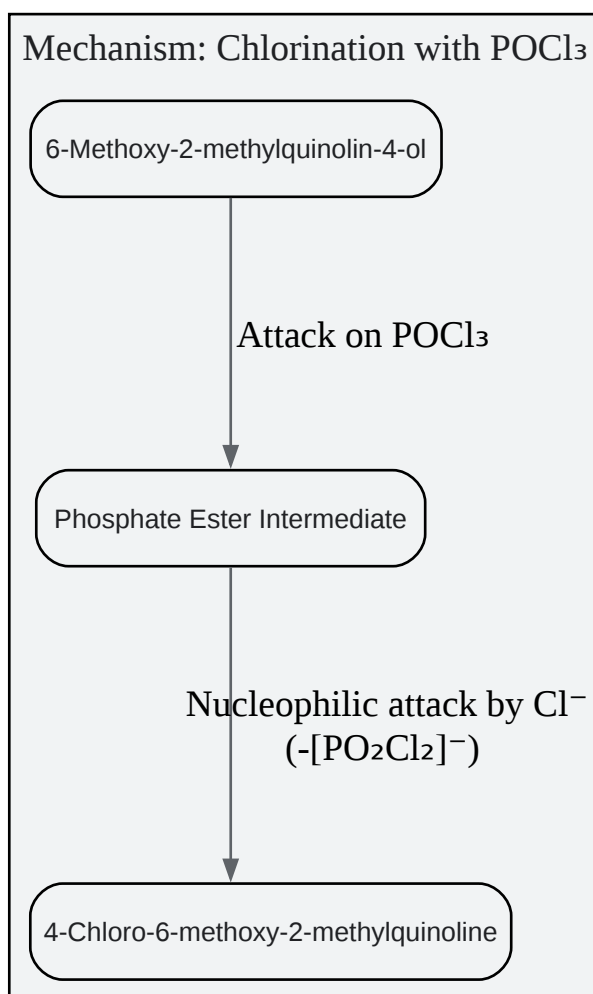 Mechanism: Chlorination with POCl₃
6-Methoxy-2-methylquinolin-4-ol
Attack on POCl₃
Phosphate Ester Intermediate
Nucleophilic attack by Cl⁻
(-[PO₂Cl₂]⁻)
4-Chloro-6-methoxy-2-methylquinoline